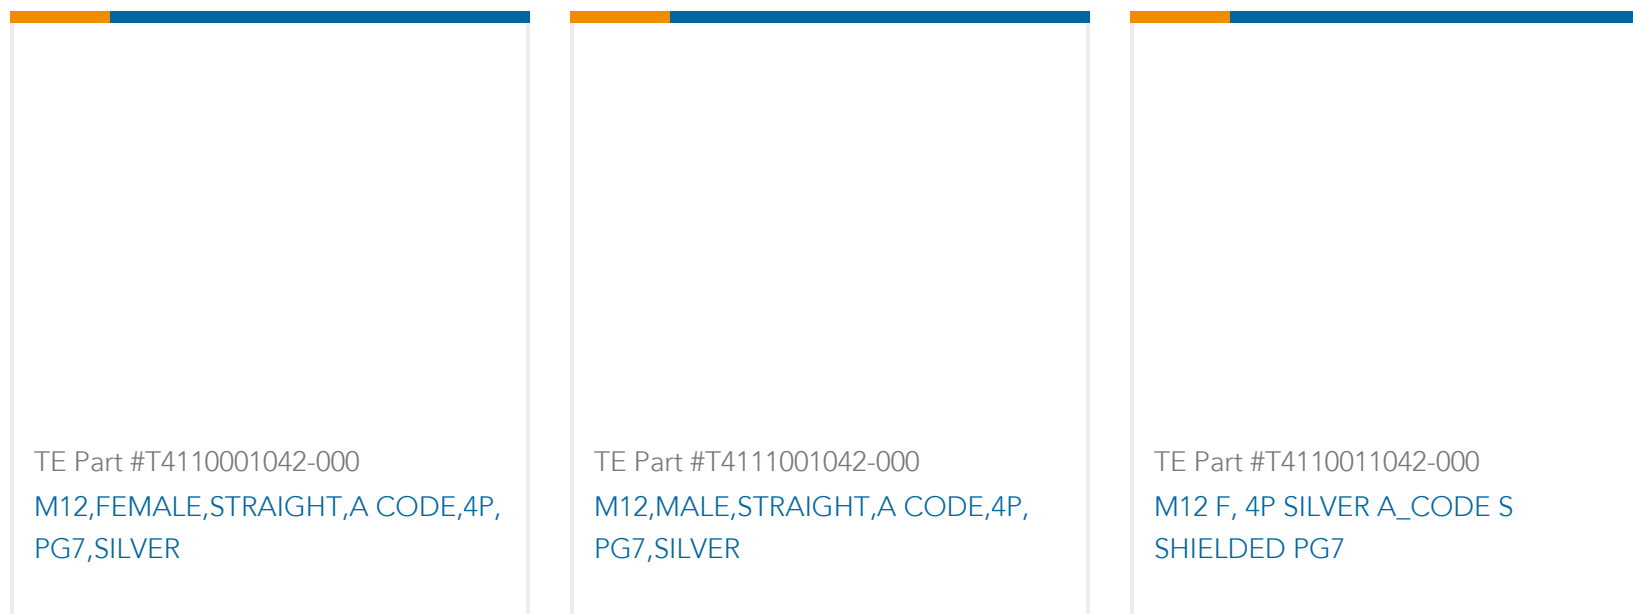 TE Part #T4110001042-000
M12,FEMALE,STRAIGHT,A CODE,4P,
PG7,SILVER
TE Part #T4111001042-000
M12,MALE,STRAIGHT,A CODE,4P,
PG7,SILVER
TE Part #T4110011042-000
M12 F, 4P SILVER A_CODE S
SHIELDED PG7